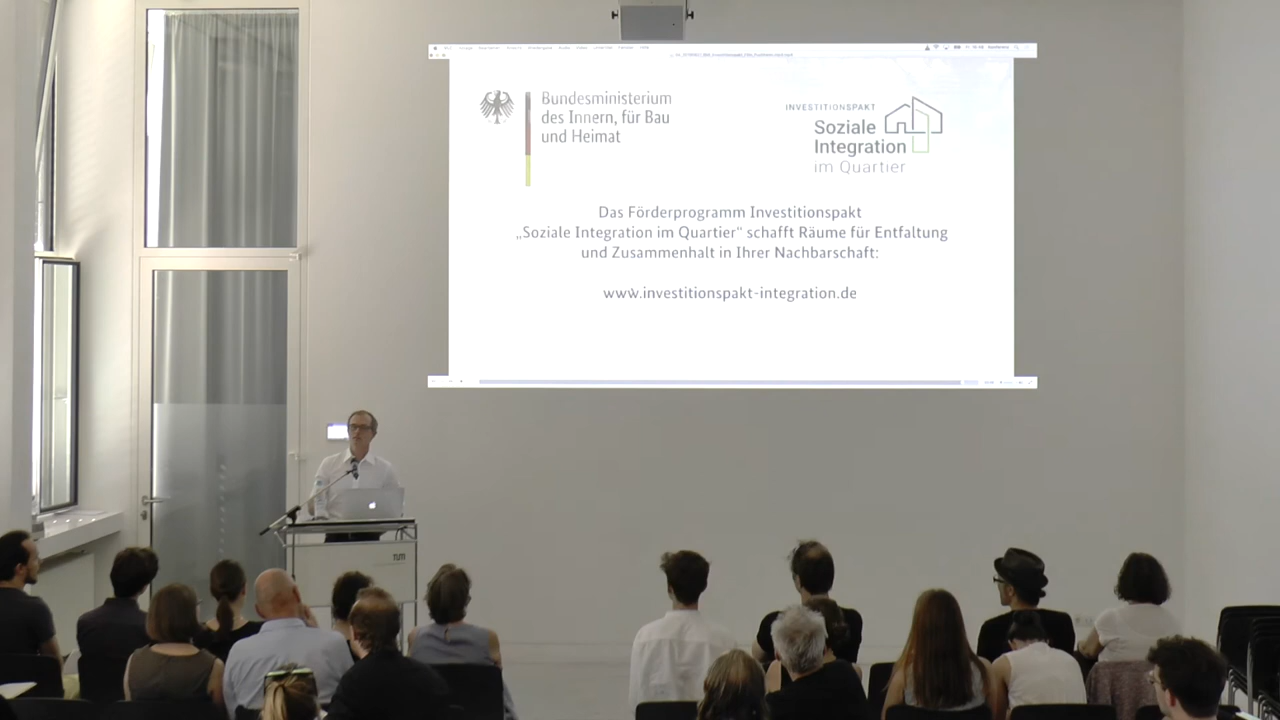 Bundesministerium
des Innern, für Bau
und Heimat
INVESTITIONSPAKT
Soziale
Integration
im Quartier
Das Förderprogramm Investitionspakt
„Soziale Integration im Quartier“ schafft Räume für Entfaltung
und Zusammenhalt in Ihrer Nachbarschaft:
www.investitionspakt-integration.de
TUM